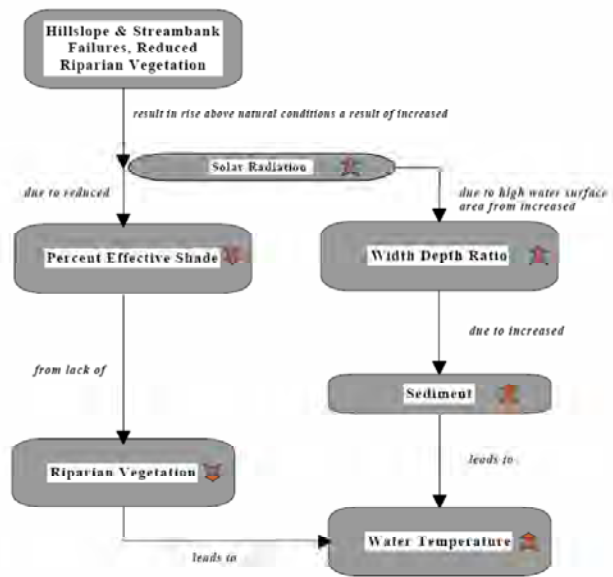 Hillslope & Streambank
Failures, Reduced
Riparian Vegetation
result in rise above natural conditions a result of increased
Solar Radiation
due to reduced
due to high water surface
area from increased
Percent Effective Shade
Width Depth Ratio
due to increased
from lack of
Sediment
Riparian Vegetation
leads to
Water Temperature
leads to